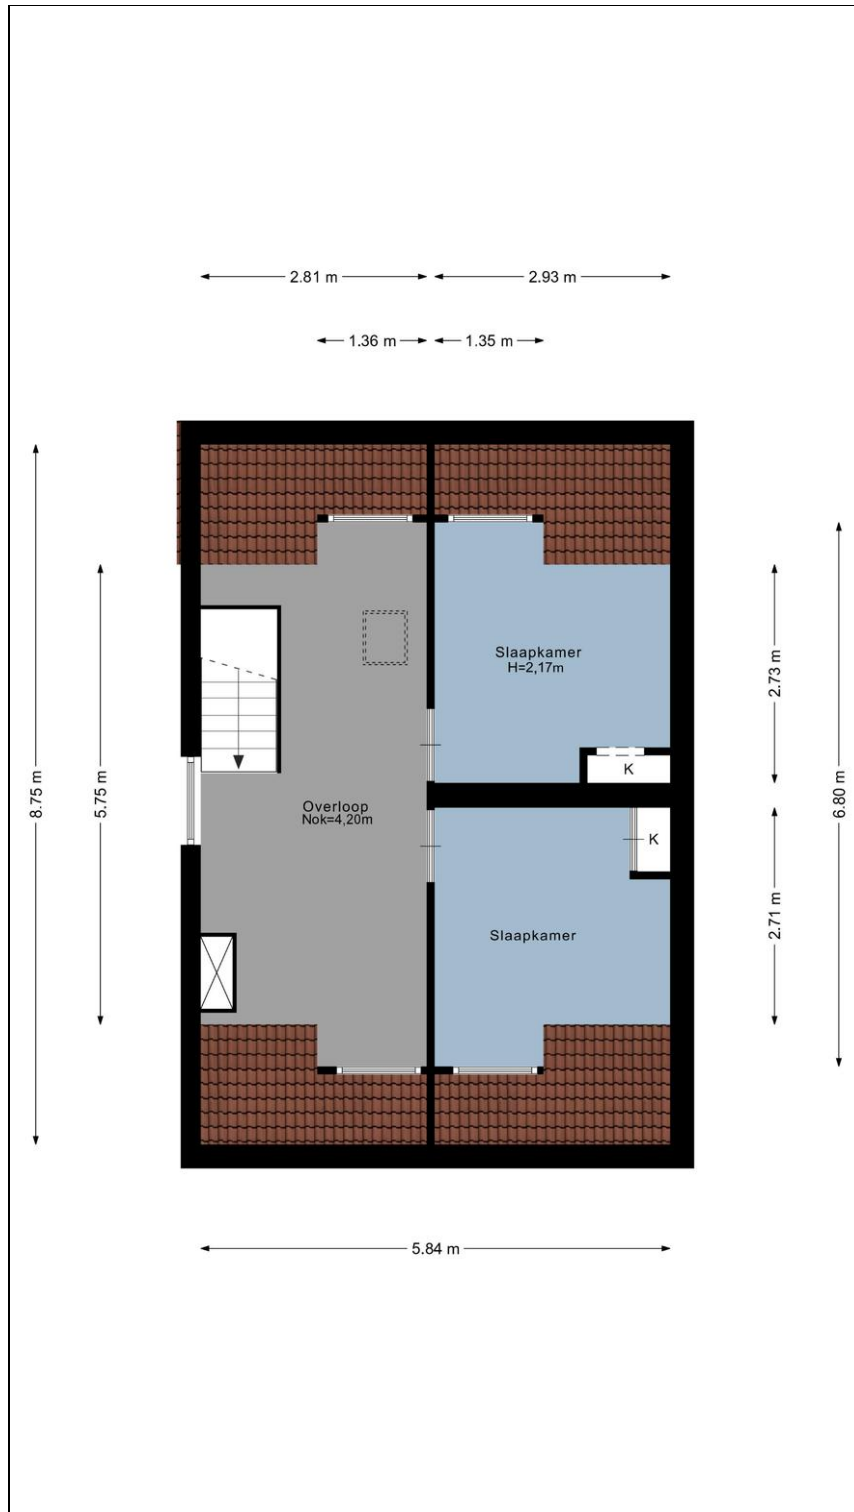 2.81 m
2.93 m
1.36 m
1.35 m
Slaapkamer
H=2,17m
2.73 m
K
8.75 m
5.75 m
Overloop
Nok=4,20m
6.80 m
K
2.71 m
Slaapkamer
5.84 m